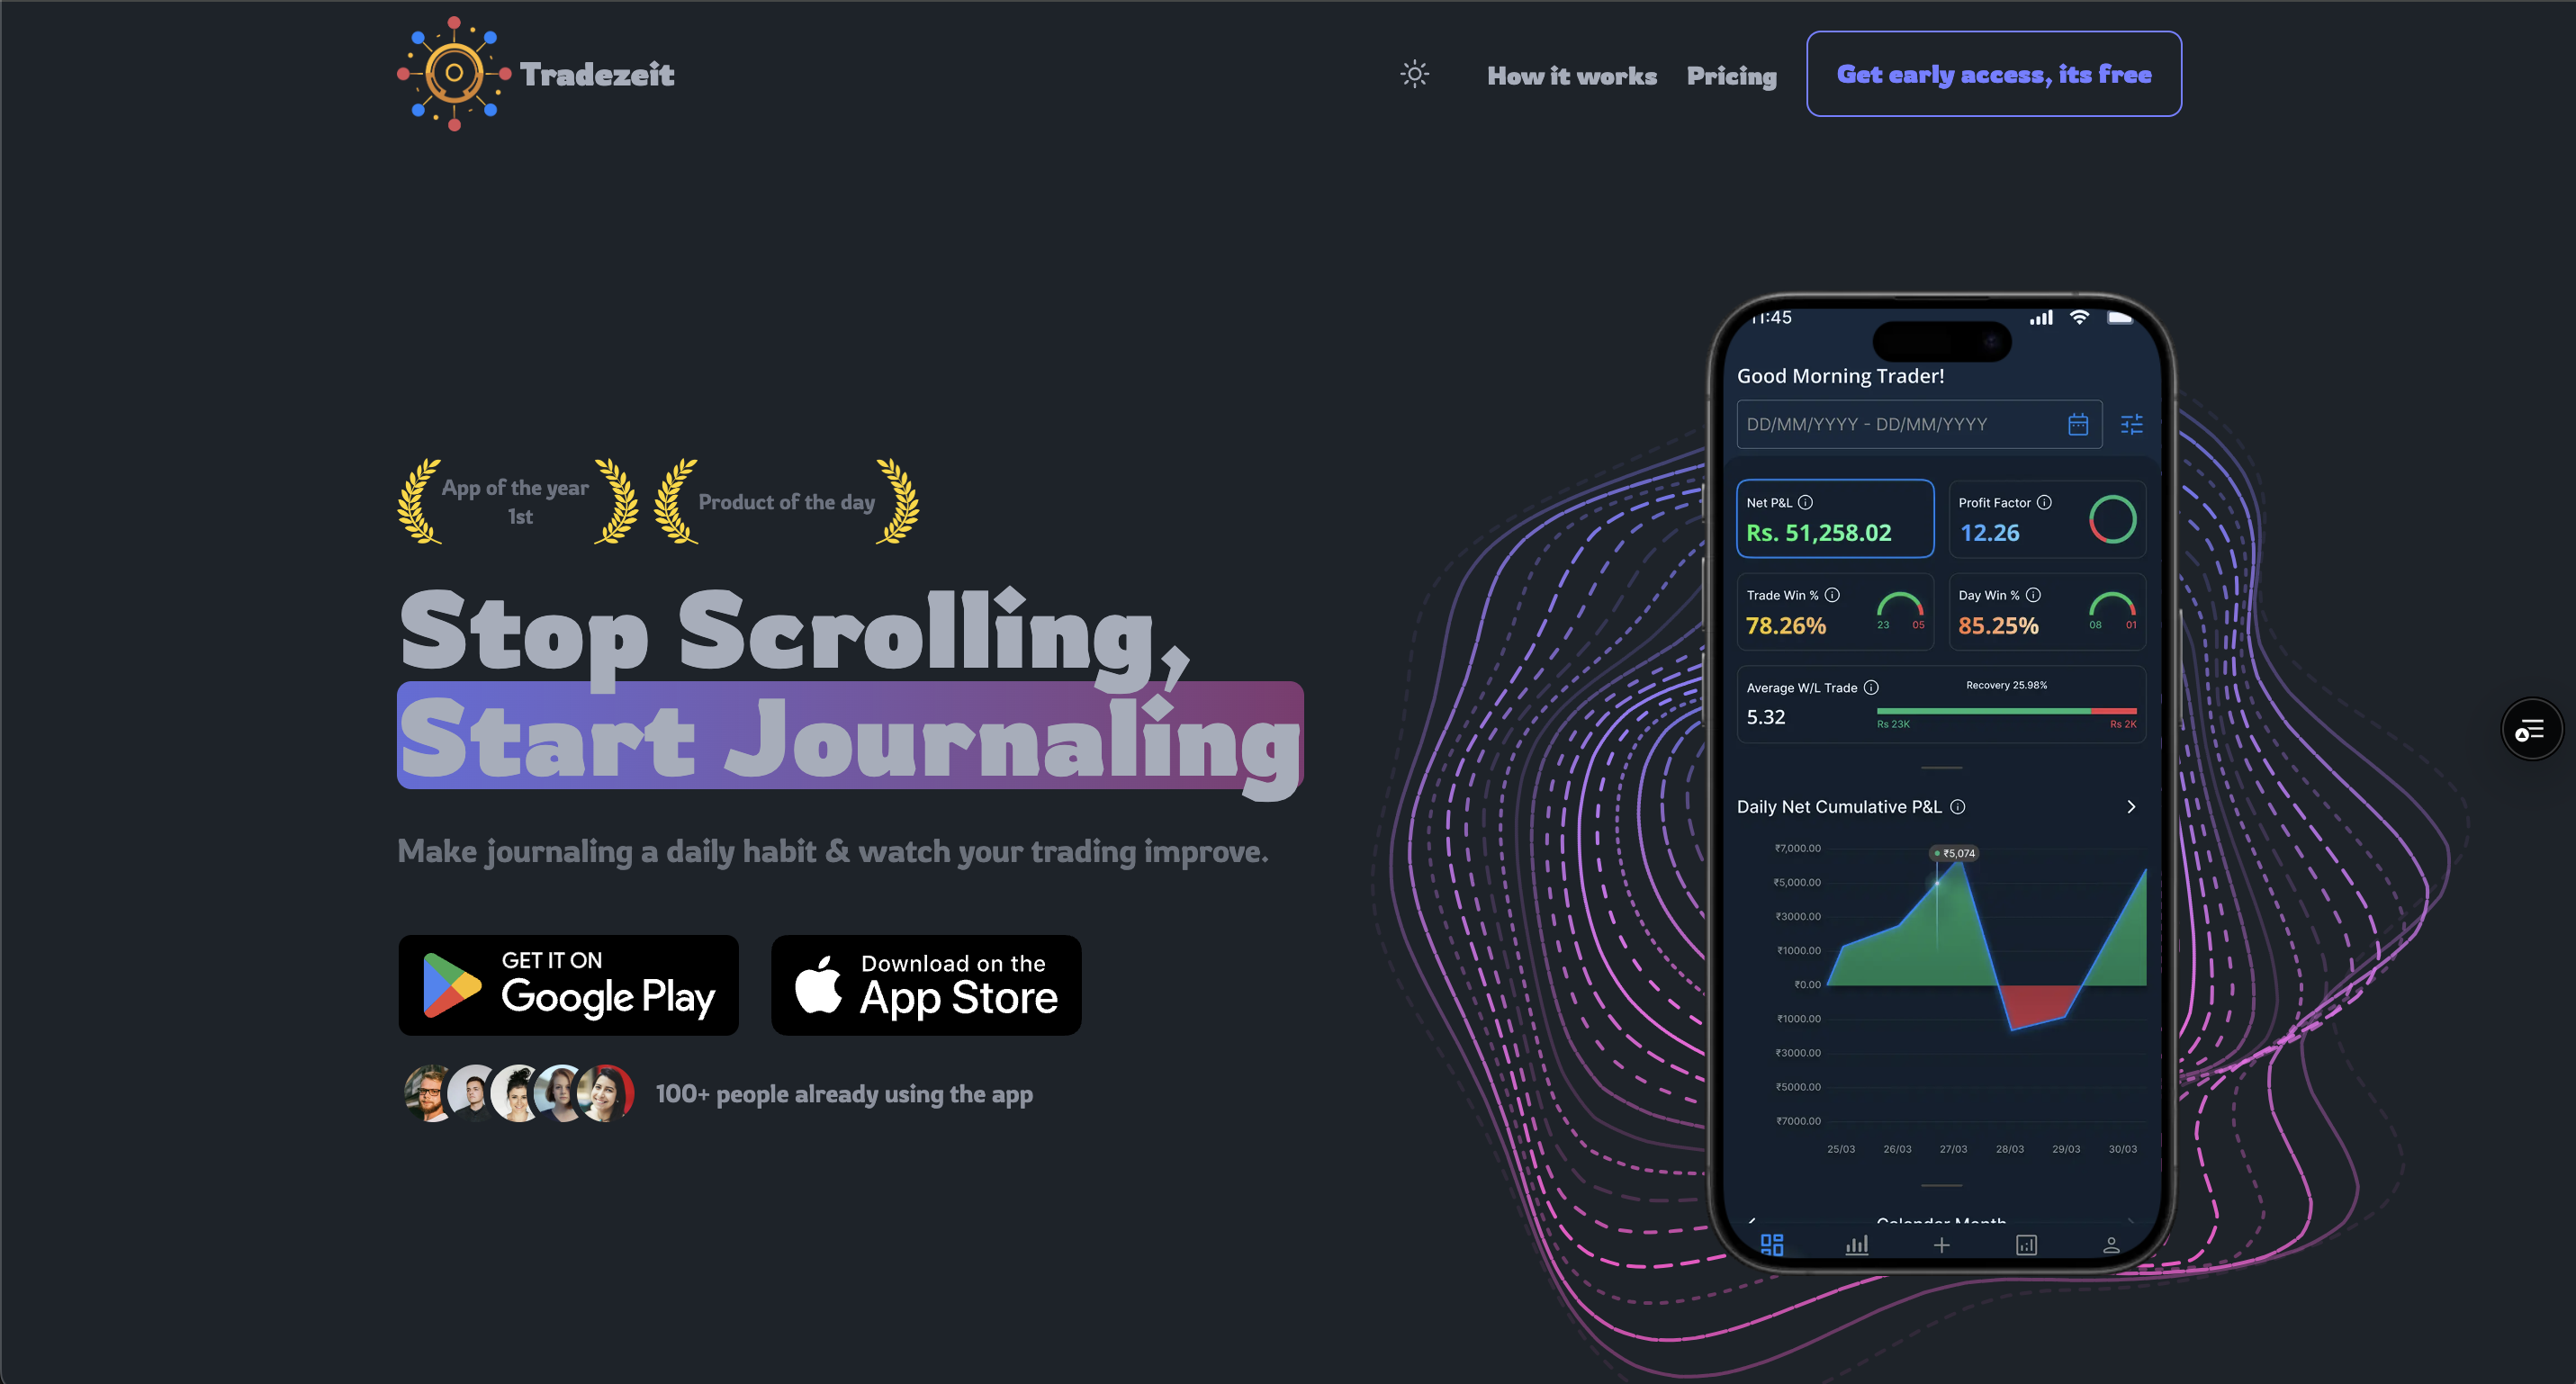 Tradezeit
How it works
Pricing
Get early access, its free
App of the year
1st
Product of the day
Stop Scrolling,
Start Journaling
Make journaling a daily habit & watch your trading improve.
GET IT ON
Google Play
Download on the
App Store
100+ people already using the app
11:45
Good Morning Trader!
DD/MM/YYYY - DD/MM/YYYY
Net P&L
Rs. 51,258.02
Profit Factor
12.26
Trade Win %
78.26%
23 05
Day Win %
85.25%
08 01
Average W/L Trade
5.32
Recovery 25.98%
Rs 23K Rs 2K
Daily Net Cumulative P&L
₹5,074
₹7,000.00
₹5,000.00
₹3000.00
₹1000.00
₹0.00
₹1000.00
₹3000.00
₹5000.00
₹7000.00
25/03 26/03 27/03 28/03 29/03 30/03
Calendar Month